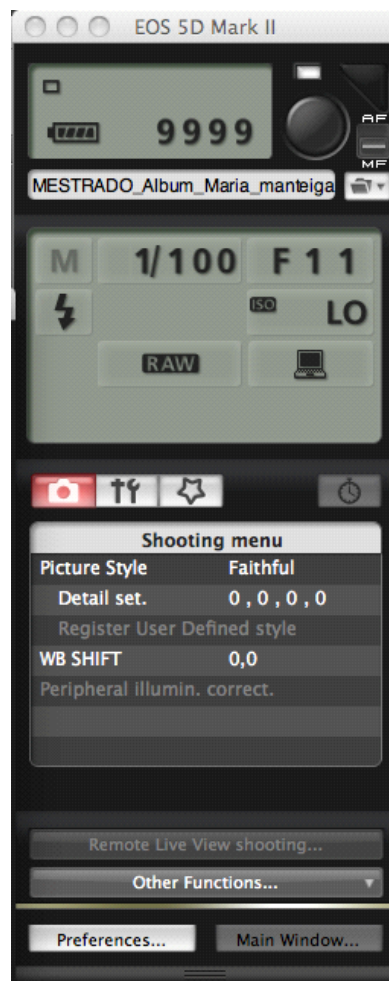 EOS 5D Mark II
9999
AF
MF
MESTRADO_Album_Maria_manteiga
M 1/100 F11
ISO LO
RAW
Shooting menu
Picture Style Faithful
Detail set. 0,0,0,0
Register User Defined style
WB SHIFT 0,0
Peripheral illumin. correct.
Remote Live View shooting...
Other Functions...
Preferences... Main Window...